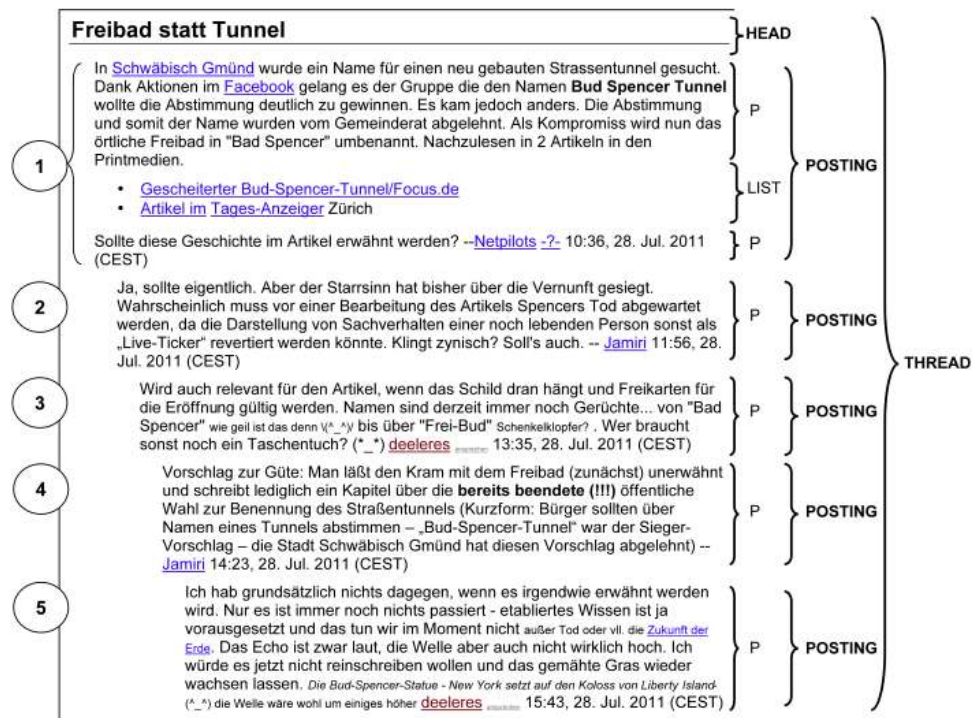 Freibad statt Tunnel
HEAD
In Schwäbisch Gmünd wurde ein Name für einen neu gebauten Strassentunnel gesucht.
Dank Aktionen im Facebook gelang es der Gruppe die den Namen Bud Spencer Tunnel
wollte die Abstimmung deutlich zu gewinnen. Es kam jedoch anders. Die Abstimmung
und somit der Name wurden vom Gemeinderat abgelehnt. Als Kompromiss wird nun das
örtliche Freibad in "Bad Spencer" umbenannt. Nachzulesen in 2 Artikeln in den
Printmedien.
P
1
POSTING
• Gescheiterter Bud-Spencer-Tunnel/Focus.de
• Artikel im Tages-Anzeiger Zürich
LIST
Sollte diese Geschichte im Artikel erwähnt werden? --Netpilots -?- 10:36, 28. Jul. 2011
(CEST)
P
2
Ja, sollte eigentlich. Aber der Starrsinn hat bisher über die Vernunft gesiegt.
Wahrscheinlich muss vor einer Bearbeitung des Artikels Spencers Tod abgewartet
werden, da die Darstellung von Sachverhalten einer noch lebenden Person sonst als
„Live-Ticker“ revertiert werden könnte. Klingt zynisch? Soll's auch. -- Jamiri 11:56, 28.
Jul. 2011 (CEST)
P
POSTING
THREAD
3
Wird auch relevant für den Artikel, wenn das Schild dran hängt und Freikarten für
die Eröffnung gültig werden. Namen sind derzeit immer noch Gerüchte... von "Bad
Spencer" wie geil ist das denn \(^_^)/ bis über "Frei-Bud" Schenkelklopfer? . Wer braucht
sonst noch ein Taschentuch? (*_*) deeleres 13:35, 28. Jul. 2011 (CEST)
P
POSTING
4
Vorschlag zur Güte: Man läßt den Kram mit dem Freibad (zunächst) unerwähnt
und schreibt lediglich ein Kapitel über die bereits beendete (!!!) öffentliche
Wahl zur Benennung des Straßentunnels (Kurzform: Bürger sollten über
Namen eines Tunnels abstimmen – „Bud-Spencer-Tunnel“ war der Sieger-
Vorschlag – die Stadt Schwäbisch Gmünd hat diesen Vorschlag abgelehnt) --
Jamiri 14:23, 28. Jul. 2011 (CEST)
P
POSTING
5
Ich hab grundsätzlich nichts dagegen, wenn es irgendwie erwähnt werden
wird. Nur es ist immer noch nichts passiert - etabliertes Wissen ist ja
vorausgesetzt und das tun wir im Moment nicht außer Tod oder vll. die Zukunft der
Erde. Das Echo ist zwar laut, die Welle aber auch nicht wirklich hoch. Ich
würde es jetzt nicht reinschreiben wollen und das gemähte Gras wieder
wachsen lassen. Die Bud-Spencer-Statue - New York setzt auf den Koloss von Liberty Island-
(^_^) die Welle wäre wohl um einiges höher deeleres 15:43, 28. Jul. 2011 (CEST)
P
POSTING